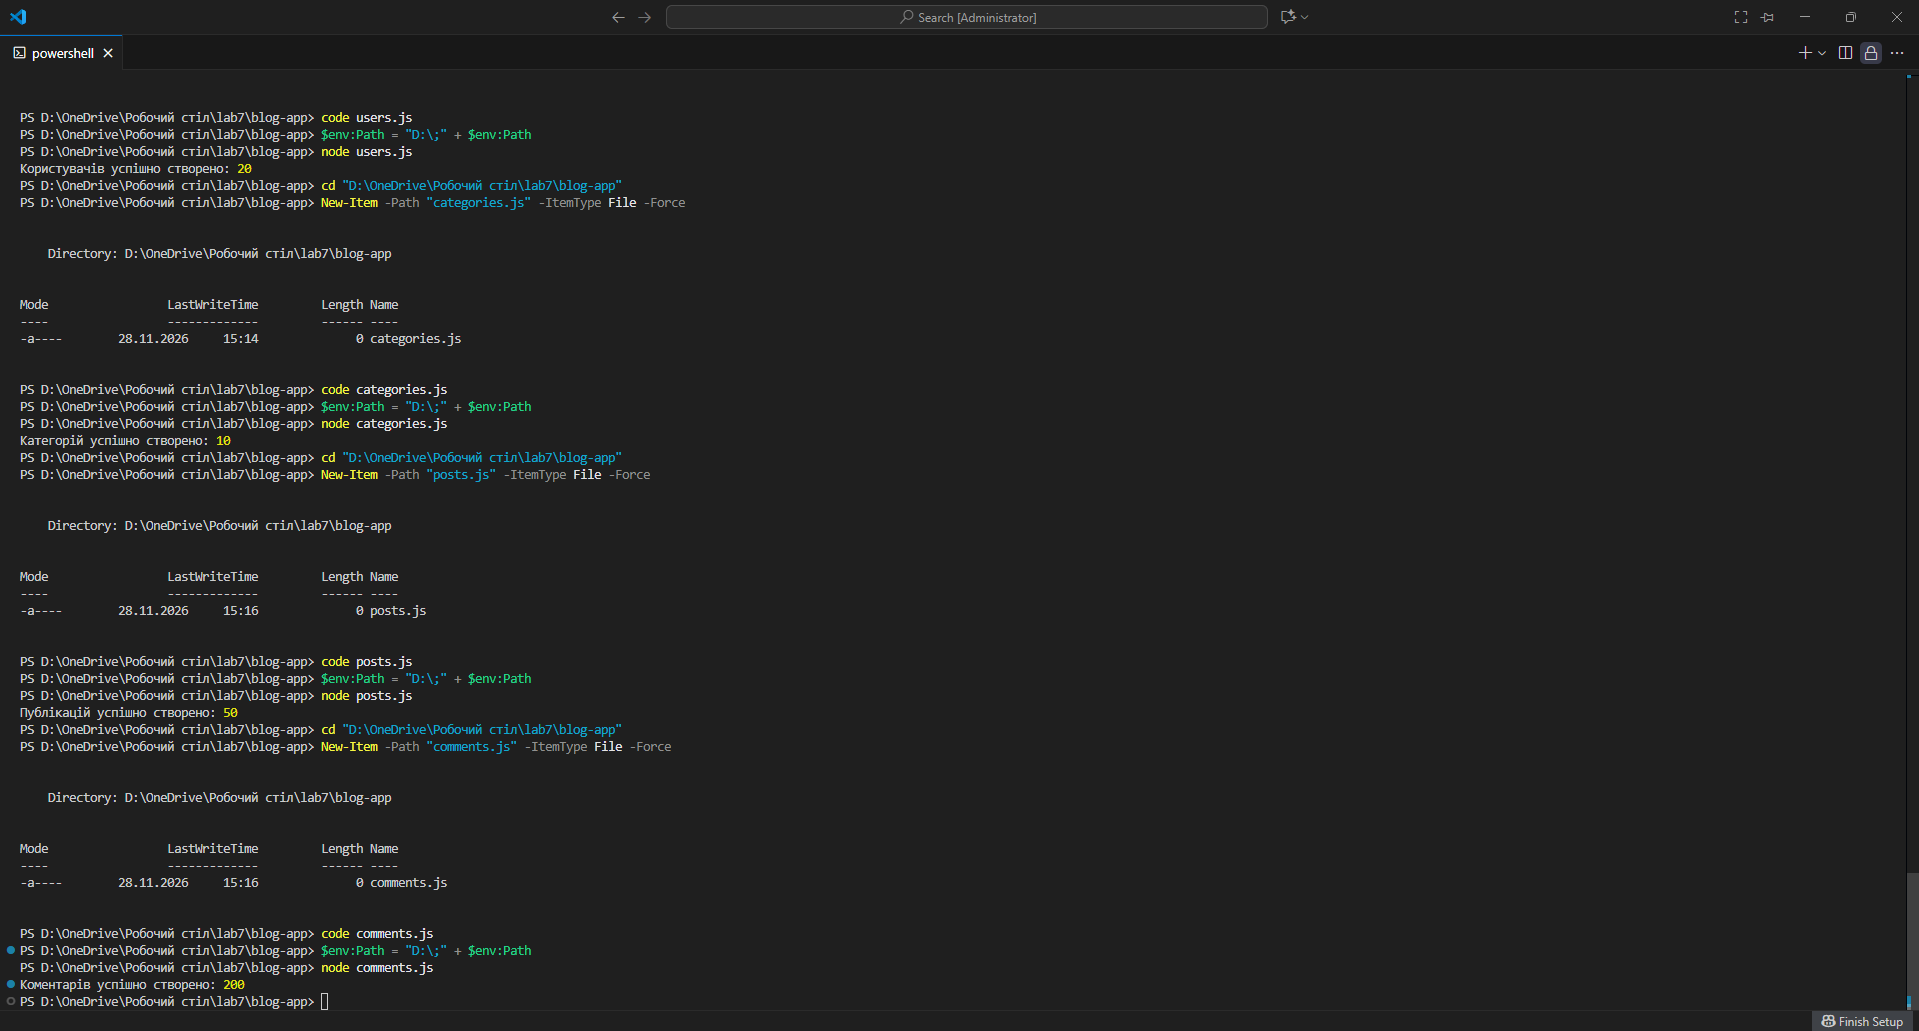 Search [Administrator]
powershell
PS D:\OneDrive\Робочий стіл\lab7\blog-app> code users.js
PS D:\OneDrive\Робочий стіл\lab7\blog-app> $env:Path = "D:\;" + $env:Path
PS D:\OneDrive\Робочий стіл\lab7\blog-app> node users.js
Користувачів успішно створено: 20
PS D:\OneDrive\Робочий стіл\lab7\blog-app> cd "D:\OneDrive\Робочий стіл\lab7\blog-app"
PS D:\OneDrive\Робочий стіл\lab7\blog-app> New-Item -Path "categories.js" -ItemType File -Force
Directory: D:\OneDrive\Робочий стіл\lab7\blog-app
Mode LastWriteTime Length Name
---- ------------- ------ ----
-a---- 28.11.2026 15:14 0 categories.js
PS D:\OneDrive\Робочий стіл\lab7\blog-app> code categories.js
PS D:\OneDrive\Робочий стіл\lab7\blog-app> $env:Path = "D:\;" + $env:Path
PS D:\OneDrive\Робочий стіл\lab7\blog-app> node categories.js
Категорій успішно створено: 10
PS D:\OneDrive\Робочий стіл\lab7\blog-app> cd "D:\OneDrive\Робочий стіл\lab7\blog-app"
PS D:\OneDrive\Робочий стіл\lab7\blog-app> New-Item -Path "posts.js" -ItemType File -Force
Directory: D:\OneDrive\Робочий стіл\lab7\blog-app
Mode LastWriteTime Length Name
---- ------------- ------ ----
-a---- 28.11.2026 15:16 0 posts.js
PS D:\OneDrive\Робочий стіл\lab7\blog-app> code posts.js
PS D:\OneDrive\Робочий стіл\lab7\blog-app> $env:Path = "D:\;" + $env:Path
PS D:\OneDrive\Робочий стіл\lab7\blog-app> node posts.js
Публікацій успішно створено: 50
PS D:\OneDrive\Робочий стіл\lab7\blog-app> cd "D:\OneDrive\Робочий стіл\lab7\blog-app"
PS D:\OneDrive\Робочий стіл\lab7\blog-app> New-Item -Path "comments.js" -ItemType File -Force
Directory: D:\OneDrive\Робочий стіл\lab7\blog-app
Mode LastWriteTime Length Name
---- ------------- ------ ----
-a---- 28.11.2026 15:16 0 comments.js
PS D:\OneDrive\Робочий стіл\lab7\blog-app> code comments.js
PS D:\OneDrive\Робочий стіл\lab7\blog-app> $env:Path = "D:\;" + $env:Path
PS D:\OneDrive\Робочий стіл\lab7\blog-app> node comments.js
Коментарів успішно створено: 200
PS D:\OneDrive\Робочий стіл\lab7\blog-app>
Finish Setup